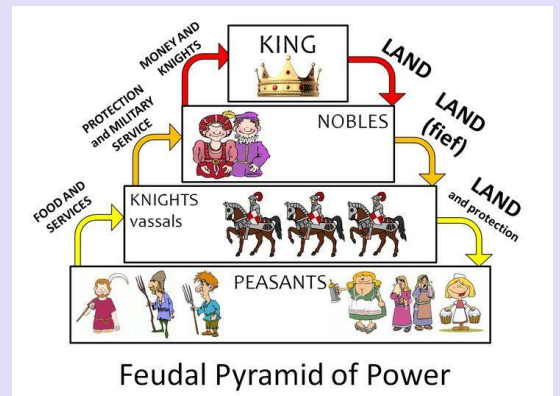 KING
MONEY AND
KNIGHTS
LAND
NOBLES
PROTECTION
and MILITARY
SERVICE
LAND
(fief)
KNIGHTS
vassals
FOOD AND
SERVICES
LAND
and protection
PEASANTS
Feudal Pyramid of Power